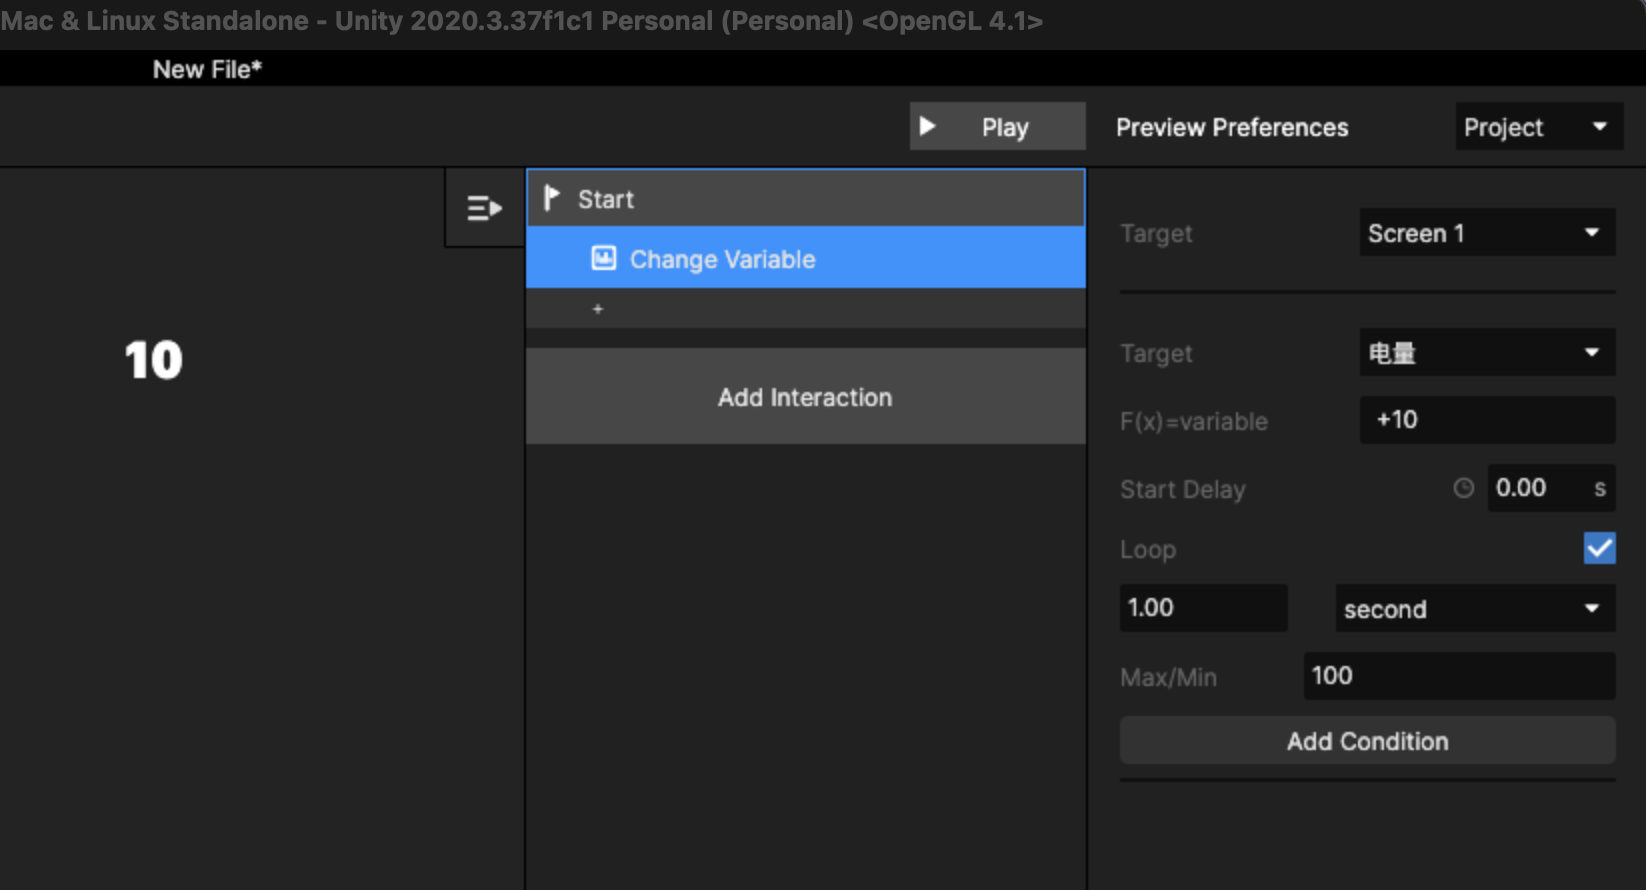 Mac & Linux Standalone - Unity 2020.3.37f1c1 Personal (Personal) <OpenGL 4.1>
New File*
Play
Preview Preferences
Project
Start
Change Variable
+
Add Interaction
10
Target
Screen 1
Target
电量
F(x)=variable
+10
Start Delay
0.00
s
Loop
1.00
second
Max/Min
100
Add Condition